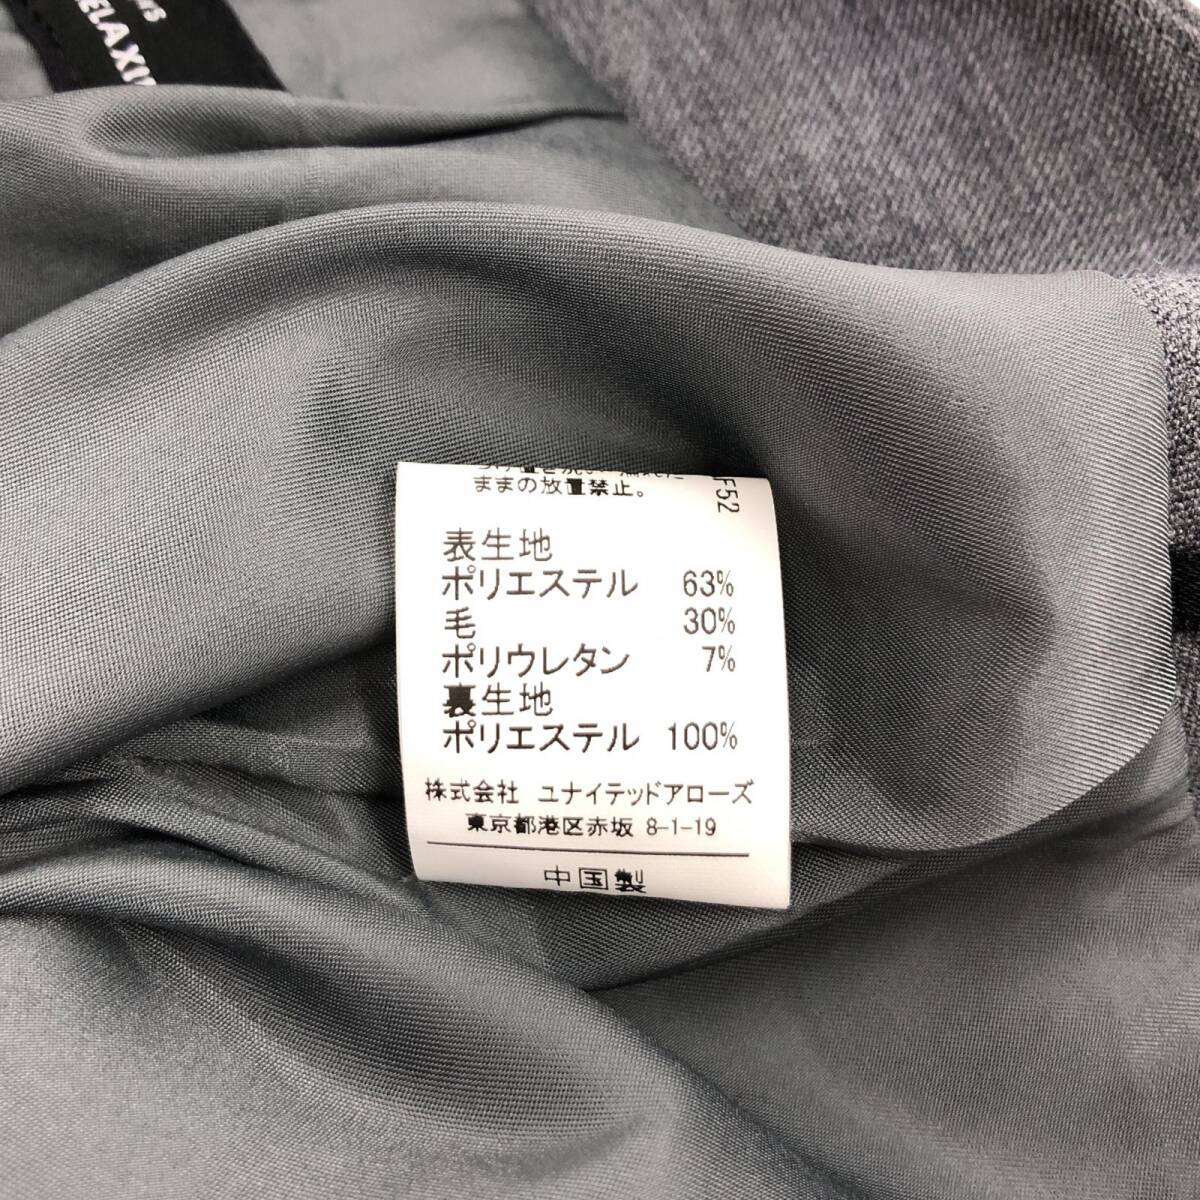 ままの放置禁止。
F52
表生地
ポリエステル 63%
毛 30%
ポリウレタン 7%
裏生地
ポリエステル 100%
株式会社 ユナイテッドアローズ
東京都港区赤坂 8-1-19
中国製